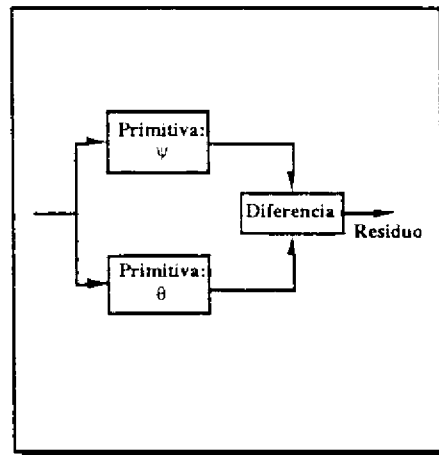 Primitiva:
ψ
Diferencia
Residuo
Primitiva:
θ